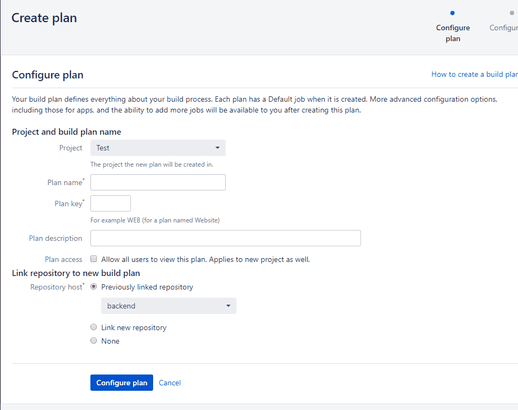 Create plan
Configure
plan
Configure plan
How to create a build plan
Your build plan defines everything about your build process. Each plan has a Default job when it is created. More advanced configuration options,
including those for apps, and the ability to add more jobs will be available to you after creating this plan.
Project and build plan name
Project
Test
The project the new plan will be created in.
Plan name*
Plan key*
For example WEB (for a plan named Website)
Plan description
Plan access
Allow all users to view this plan. Applies to new project as well.
Link repository to new build plan
Repository host*
Previously linked repository
backend
Link new repository
None
Configure plan
Cancel